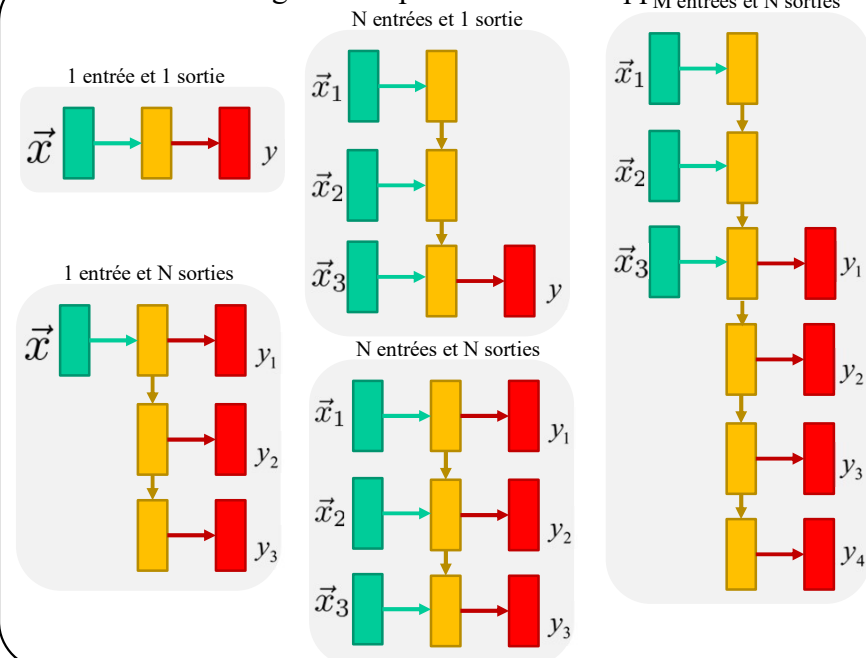 N entrées et 1 sortie
M entrées et N sorties
1 entrée et 1 sortie
x⃗
y
x⃗1
x⃗2
x⃗3
y
1 entrée et N sorties
x⃗
y1
y2
y3
N entrées et N sorties
x⃗1
y1
x⃗2
y2
x⃗3
y3
x⃗1
x⃗2
x⃗3
y1
y2
y3
y4